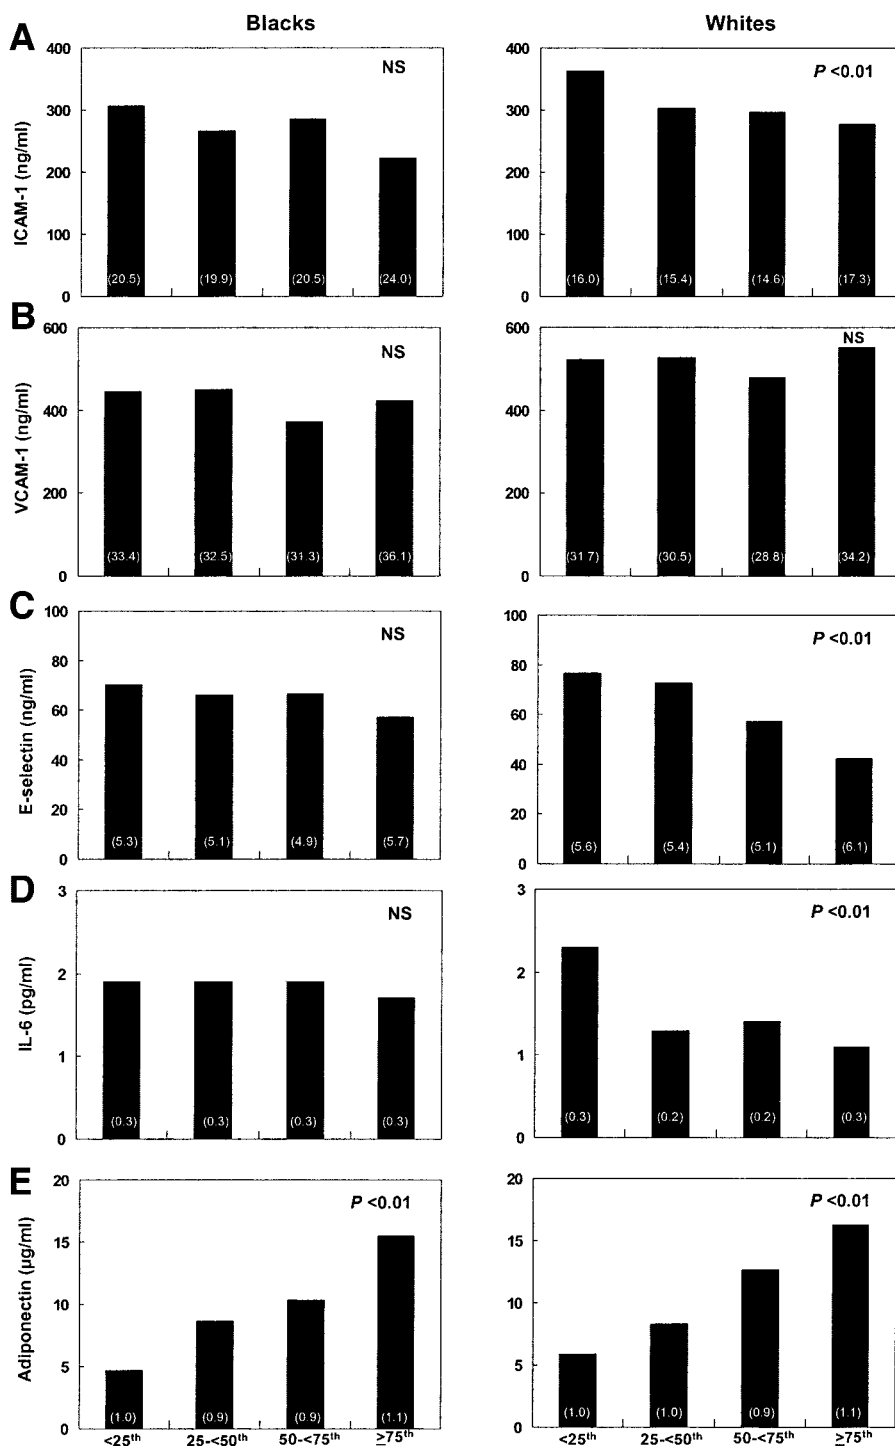 Blacks Whites
A
400 NS 400 P <0.01
300 300
ICAM-1 (ng/ml)
200 200
100 100
(20.5) (19.9) (20.5) (24.0) (16.0) (15.4) (14.6) (17.3)
0 0
B
600 NS 600 NS
VCAM-1 (ng/ml)
400 400
200 200
(33.4) (32.5) (31.3) (36.1) (31.7) (30.5) (28.8) (34.2)
0 0
C
100 NS 100 P <0.01
80 80
E-selectin (ng/ml)
60 60
40 40
20 20
(5.3) (5.1) (4.9) (5.7) (5.6) (5.4) (5.1) (6.1)
0 0
D
3 NS 3 P <0.01
IL-6 (pg/ml)
2 2
1 1
(0.3) (0.3) (0.3) (0.3) (0.3) (0.2) (0.2) (0.3)
0 0
E
20 P <0.01 20 P <0.01
15 15
Adiponectin (µg/ml)
10 10
5 5
(1.0) (0.9) (0.9) (1.1) (1.0) (1.0) (0.9) (1.1)
0 0
<25th 25-<50th 50-<75th ≥75th <25th 25-<50th 50-<75th ≥75th